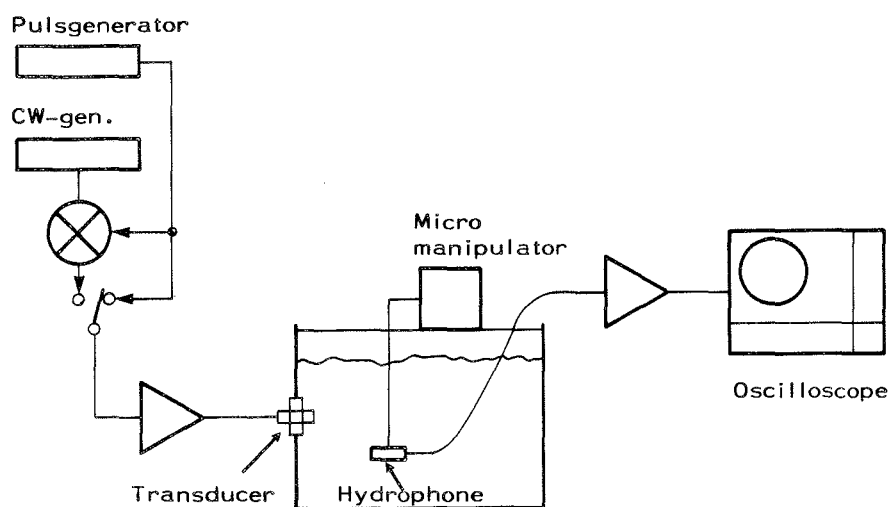 Pulsgenerator
CW-gen.
Micro
manipulator
Oscilloscope
Transducer
Hydrophone